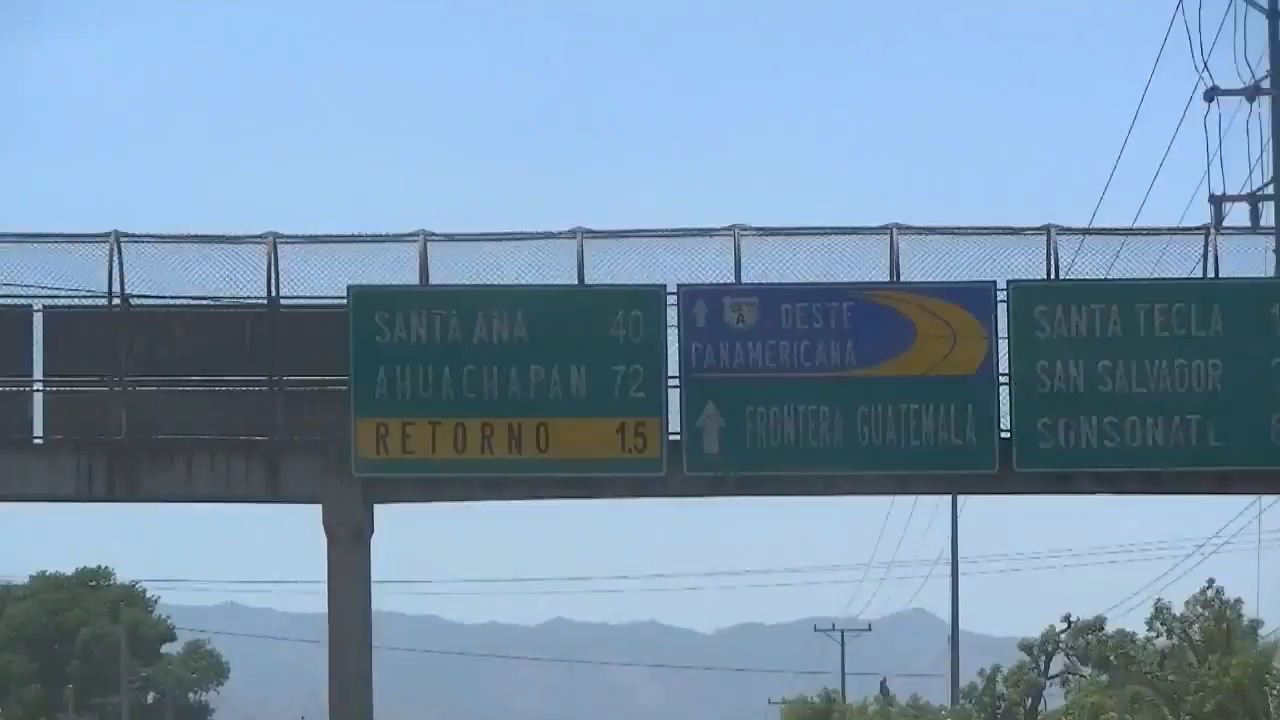 SANTA ANA 40
AHUACHAPAN 72
RETORNO 1.5
A OESTE
PANAMERICANA
FRONTERA GUATEMALA
SANTA TECLA
SAN SALVADOR
SONSONATE